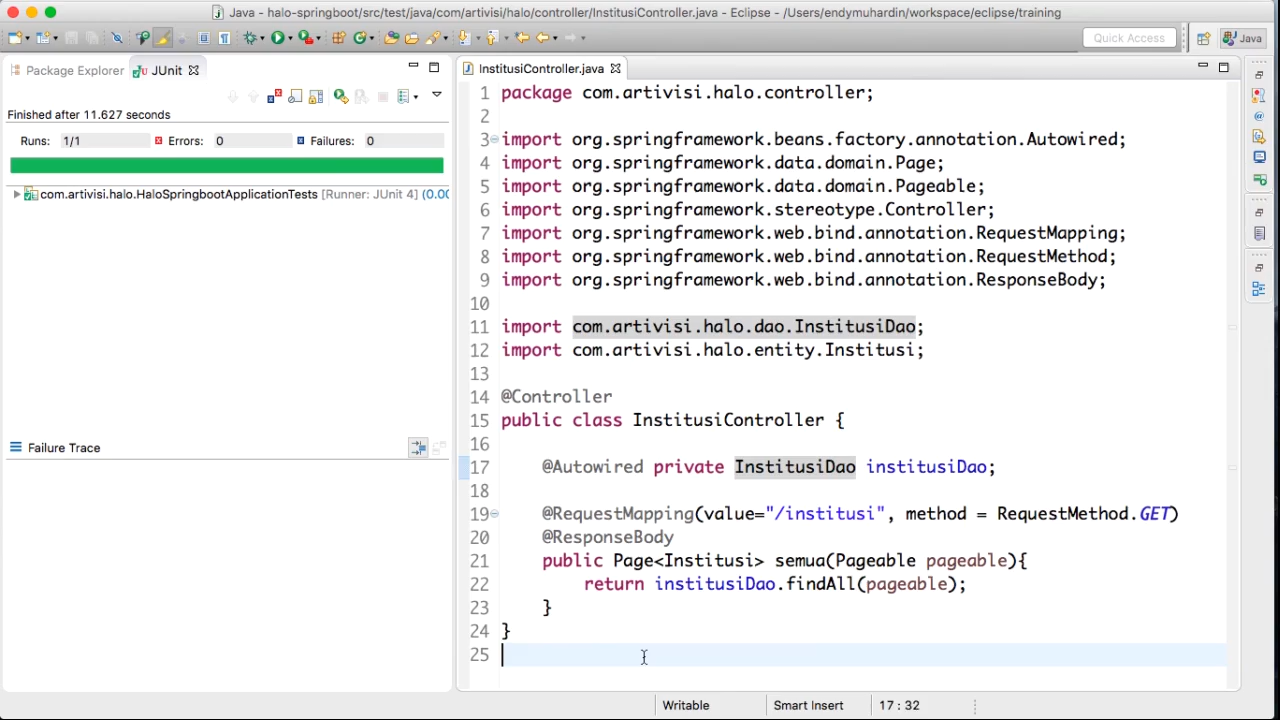 Java - halo-springboot/src/test/java/com/artivisi/halo/controller/InstitusiController.java - Eclipse - /Users/endymuhardin/workspace/eclipse/training
Quick Access
Java
Package Explorer
JUnit
Finished after 11.627 seconds
Runs: 1/1 Errors: 0 Failures: 0
com.artivisi.halo.HaloSpringbootApplicationTests [Runner: JUnit 4] (0.00
Failure Trace
InstitusiController.java
1 package com.artivisi.halo.controller;
2
3 import org.springframework.beans.factory.annotation.Autowired;
4 import org.springframework.data.domain.Page;
5 import org.springframework.data.domain.Pageable;
6 import org.springframework.stereotype.Controller;
7 import org.springframework.web.bind.annotation.RequestMapping;
8 import org.springframework.web.bind.annotation.RequestMethod;
9 import org.springframework.web.bind.annotation.ResponseBody;
10
11 import com.artivisi.halo.dao.InstitusiDao;
12 import com.artivisi.halo.entity.Institusi;
13
14 @Controller
15 public class InstitusiController {
16
17 @Autowired private InstitusiDao institusiDao;
18
19 @RequestMapping(value="/institusi", method = RequestMethod.GET)
20 @ResponseBody
21 public Page<Institusi> semua(Pageable pageable){
22 return institusiDao.findAll(pageable);
23 }
24 }
25
Writable
Smart Insert
17 : 32